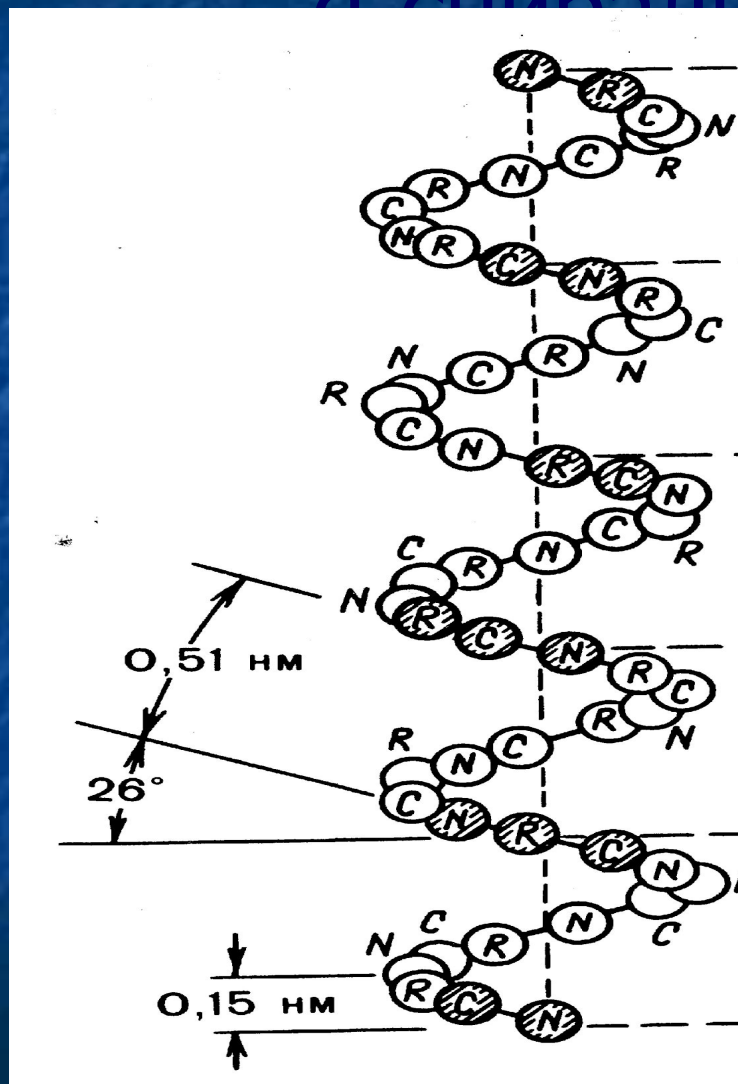 N R
C N
R N C R
C
N R C N R
C
N C R N
R
C N R C N
C R N C R
N
R C N R C
0,51 нм
R N C R N
26°
C N R C N
C R N C
N
R C N
0,15 нм